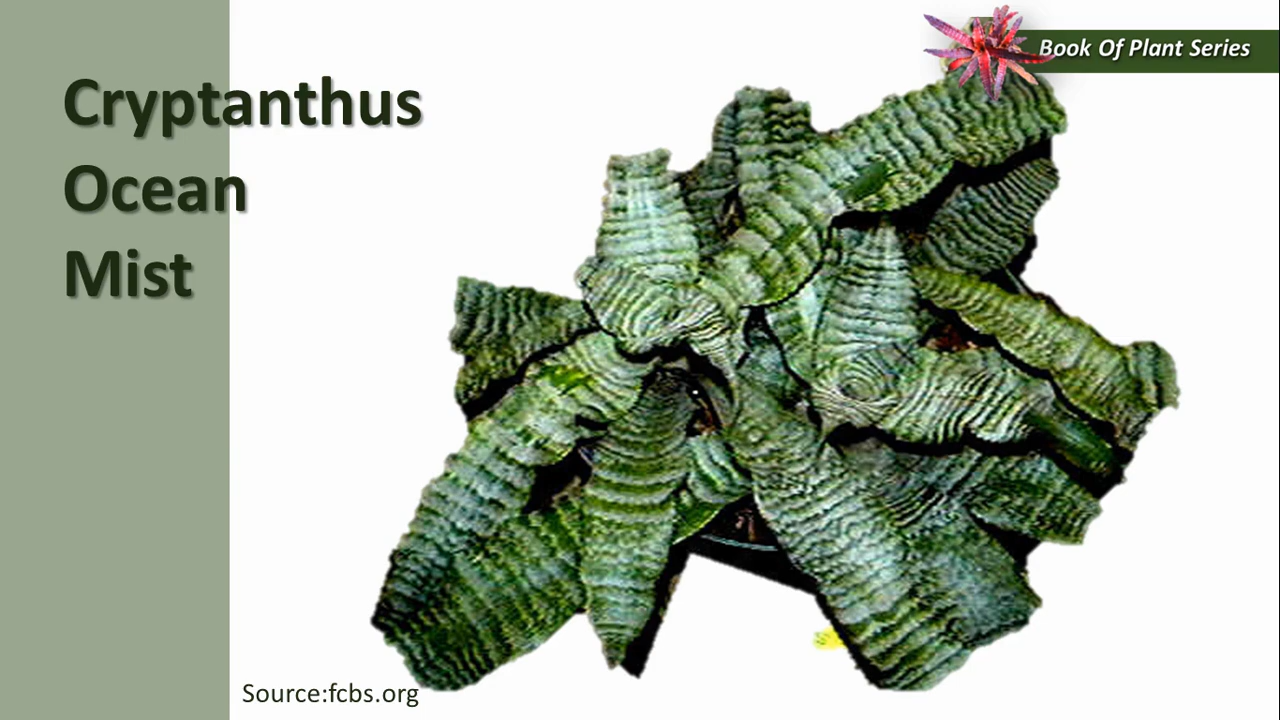 Book Of Plant Series
Cryptanthus
Ocean
Mist
Source:fcbs.org